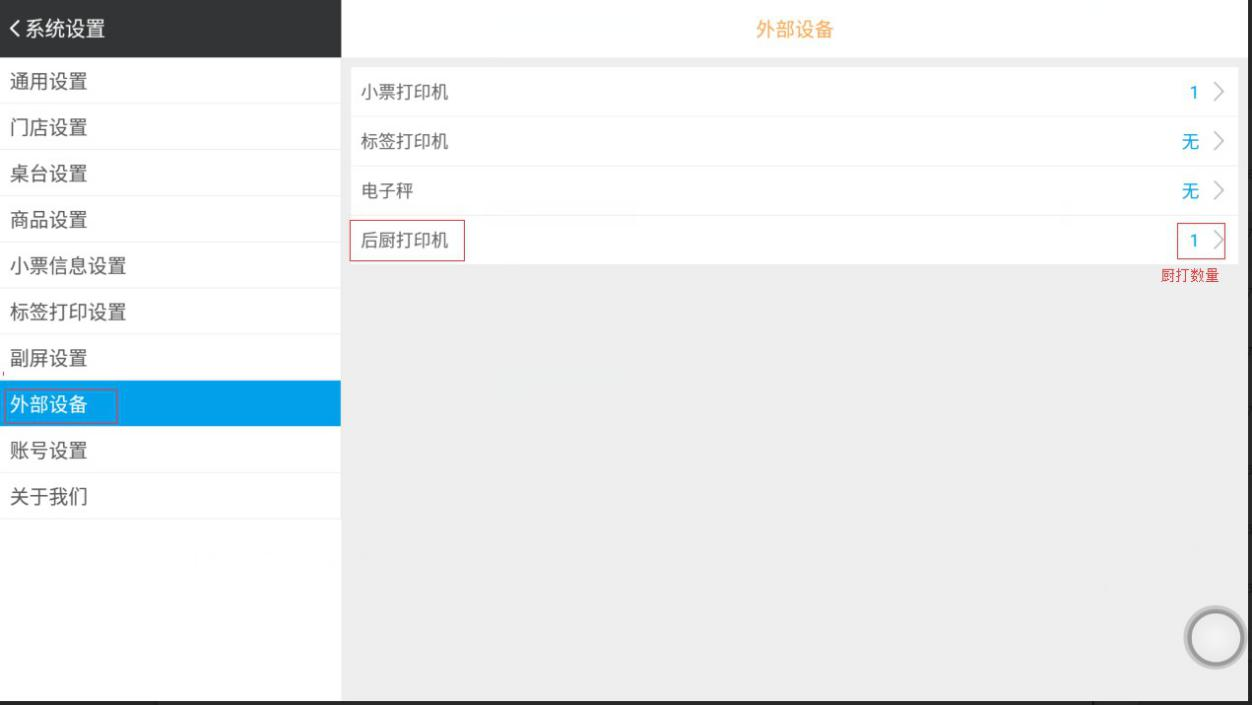 系统设置
外部设备
通用设置
门店设置
桌台设置
商品设置
小票信息设置
标签打印设置
副屏设置
外部设备
账号设置
关于我们
小票打印机 1
标签打印机 无
电子秤 无
后厨打印机 1
厨打数量